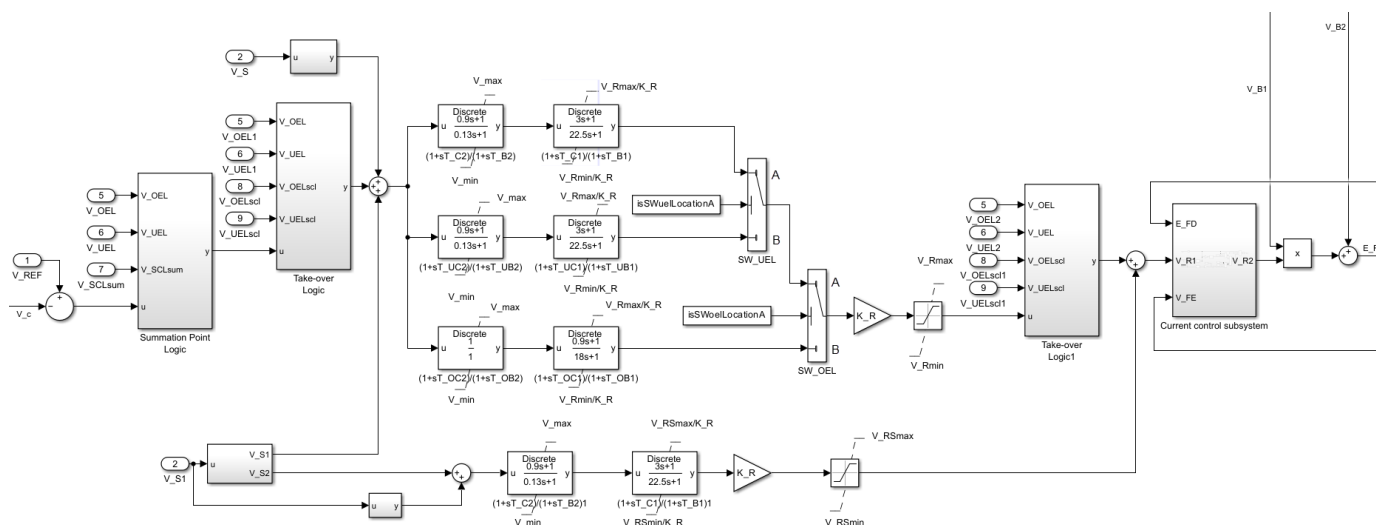 V_B2
2
V_S
u
y
V_B1
5
V_OEL1
6
V_UEL1
8
V_OELscl
9
V_UELscl
V_OEL
V_UEL
V_OELscl
V_UELscl
u
y
Take-over
Logic
5
V_OEL
6
V_UEL
7
V_SCLsum
V_OEL
V_UEL
V_SCLsum
u
y
Summation Point
Logic
1
V_REF
V_c
V_max
Discrete
u
0.9s+1
0.13s+1
y
(1+sT_C2)/(1+sT_B2)
V_min
V_Rmax/K_R
Discrete
u
3s+1
22.5s+1
y
(1+sT_C1)/(1+sT_B1)
V_Rmin/K_R
V_max
Discrete
u
0.9s+1
0.13s+1
y
(1+sT_UC2)/(1+sT_UB2)
V_min
V_Rmax/K_R
Discrete
u
3s+1
22.5s+1
y
(1+sT_UC1)/(1+sT_UB1)
V_Rmin/K_R
isSWuelLocationA
A
B
SW_UEL
V_max
Discrete
u
1
1
y
(1+sT_OC2)/(1+sT_OB2)
V_min
V_Rmax/K_R
Discrete
u
0.9s+1
18s+1
y
(1+sT_OC1)/(1+sT_OB1)
V_Rmin/K_R
isSWoelLocationA
A
B
SW_OEL
K_R
V_Rmax
V_Rmin
5
V_OEL2
6
V_UEL2
8
V_OELscl1
9
V_UELscl1
V_OEL
V_UEL
V_OELscl
V_UELscl
u
y
Take-over
Logic1
E_FD
V_R1
V_R2
V_FE
Current control subsystem
x
2
V_S1
u
V_S1
V_S2
u
y
V_max
Discrete
u
0.9s+1
0.13s+1
y
(1+sT_C2)/(1+sT_B2)1
V_min
V_RSmax/K_R
Discrete
u
3s+1
22.5s+1
y
(1+sT_C1)/(1+sT_B1)1
V_RSmin/K_R
K_R
V_RSmax
V_RSmin